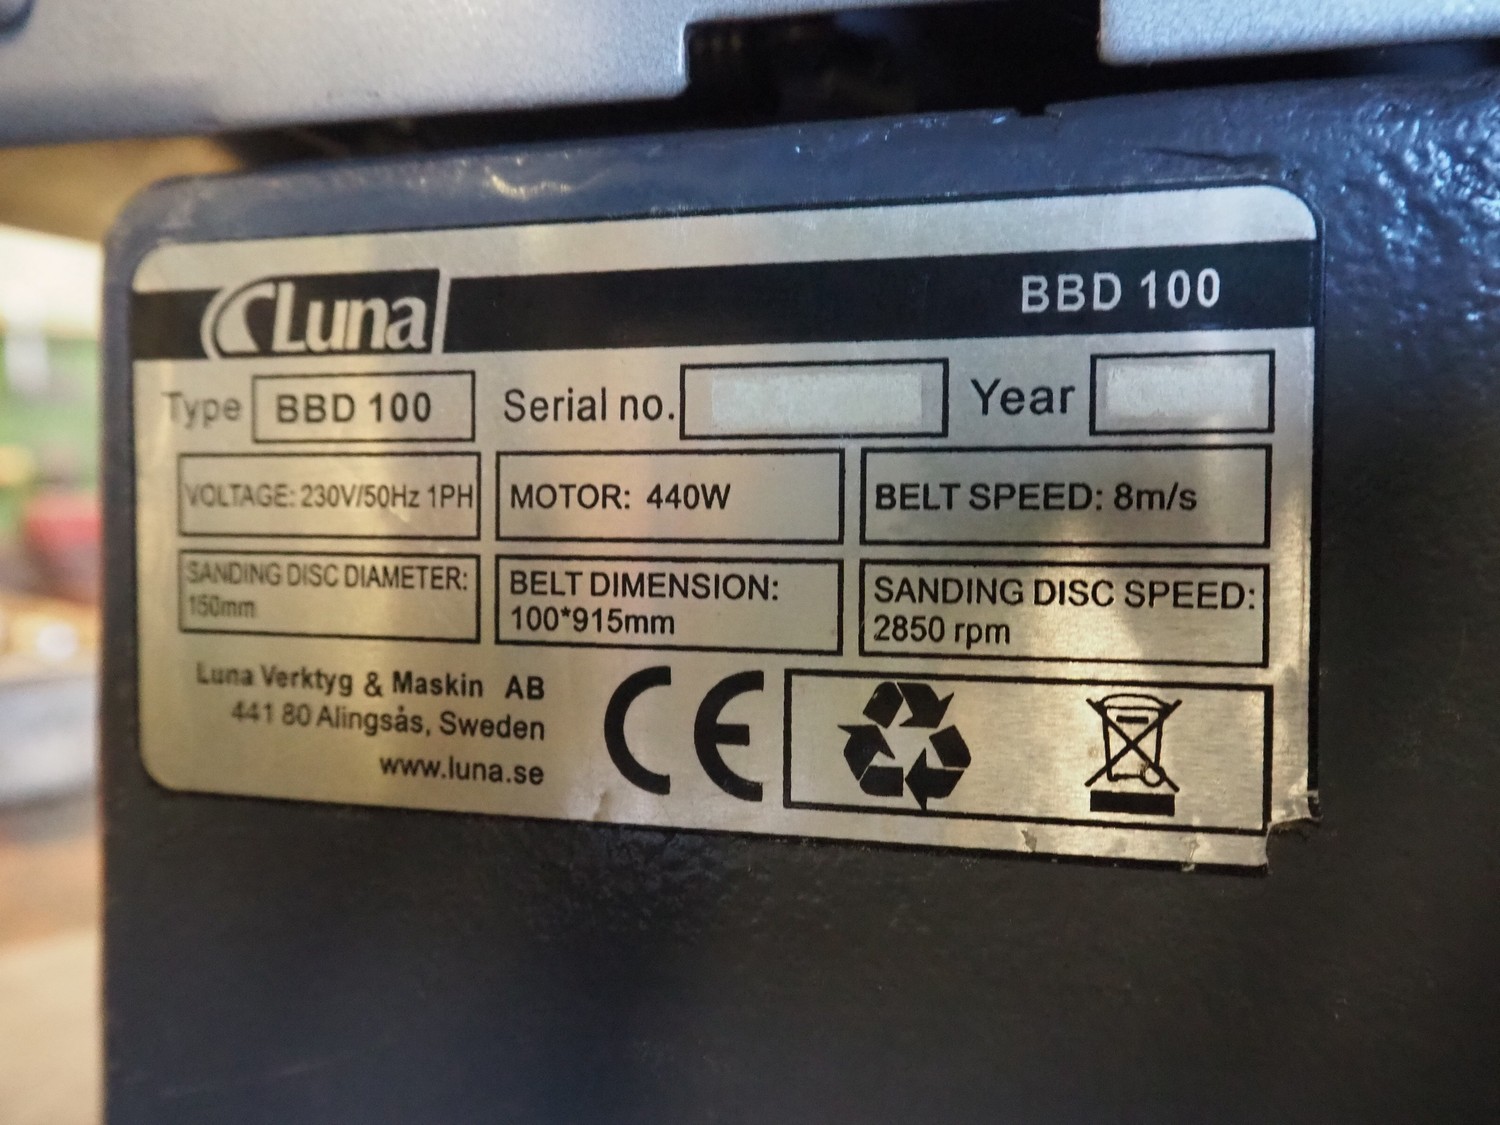 Luna
BBD 100
Type BBD 100 Serial no. Year
VOLTAGE: 230V/50Hz 1PH
MOTOR: 440W
BELT SPEED: 8m/s
SANDING DISC DIAMETER:
150mm
BELT DIMENSION:
100*915mm
SANDING DISC SPEED:
2850 rpm
Luna Verktyg & Maskin AB
441 80 Alingsås, Sweden
www.luna.se
CE